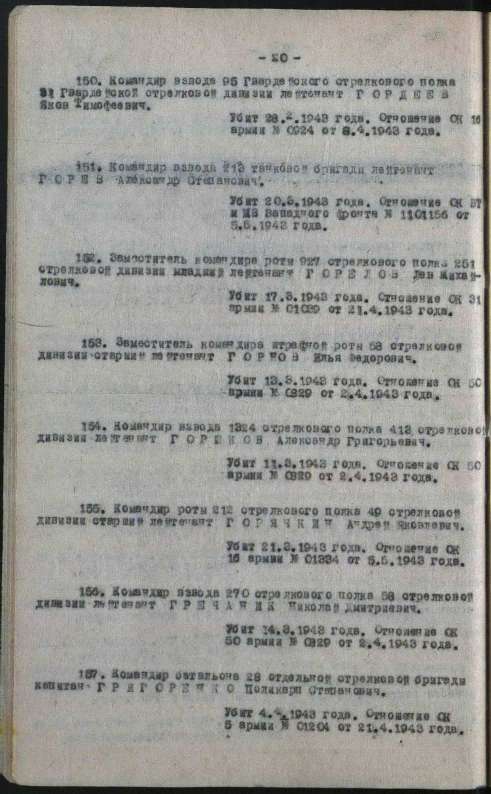 - 20 -
150. Командир взвода 95 Гвардейского стрелкового полка
31 Гвардейской стрелковой дивизии лейтенант Г О Р Д Е Е В
Яков Тимофеевич.
Убит 28.2.1943 года. Отношение ОК 16
армии № 0924 от 8.4.1943 года.
151. Командир взвода 213 танковой бригады лейтенант
Г О Р Е В Александр Степанович.
Убит 20.3.1943 года. Отношение ОК БТ
и МВ Западного фронта № 1101156 от
5.5.1943 года.
152. Заместитель командира роты 927 стрелкового полка 251
стрелковой дивизии младший лейтенант Г О Р Е Л О В Лев Михай-
лович.
Убит 17.3.1943 года. Отношение ОК 31
армии № 01089 от 21.4.1943 года.
153. Заместитель командира штрафной роты 58 стрелковой
дивизии старший лейтенант Г О Р Н О В Илья Федорович.
Убит 13.3.1943 года. Отношение ОК 50
армии № 0829 от 2.4.1943 года.
154. Командир взвода 1324 стрелкового полка 413 стрелковой
дивизии лейтенант Г О Р Ш К О В Александр Григорьевич.
Убит 11.3.1943 года. Отношение ОК 50
армии № 0829 от 2.4.1943 года.
155. Командир роты 212 стрелкового полка 49 стрелковой
дивизии старший лейтенант Г О Р Я Ч К И Н Андрей Яковлевич.
Убит 21.3.1943 года. Отношение ОК
16 армии № 01334 от 5.5.1943 года.
156. Командир взвода 270 стрелкового полка 58 стрелковой
дивизии лейтенант Г Р Е Ч А Н И К Николай Дмитриевич.
Убит 14.3.1943 года. Отношение ОК
50 армии № 0829 от 2.4.1943 года.
157. Командир батальона 28 отдельной стрелковой бригады
капитан Г Р И Г О Р Е Н К О Поликарп Степанович.
Убит 4.4.1943 года. Отношение ОК
5 армии № 01204 от 21.4.1943 года.